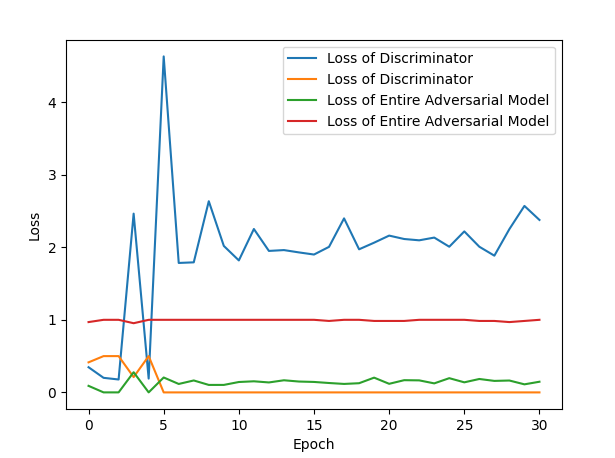 Loss of Discriminator
Loss of Discriminator
Loss of Entire Adversarial Model
Loss of Entire Adversarial Model
4
3
2
1
0
Loss
0 5 10 15 20 25 30
Epoch